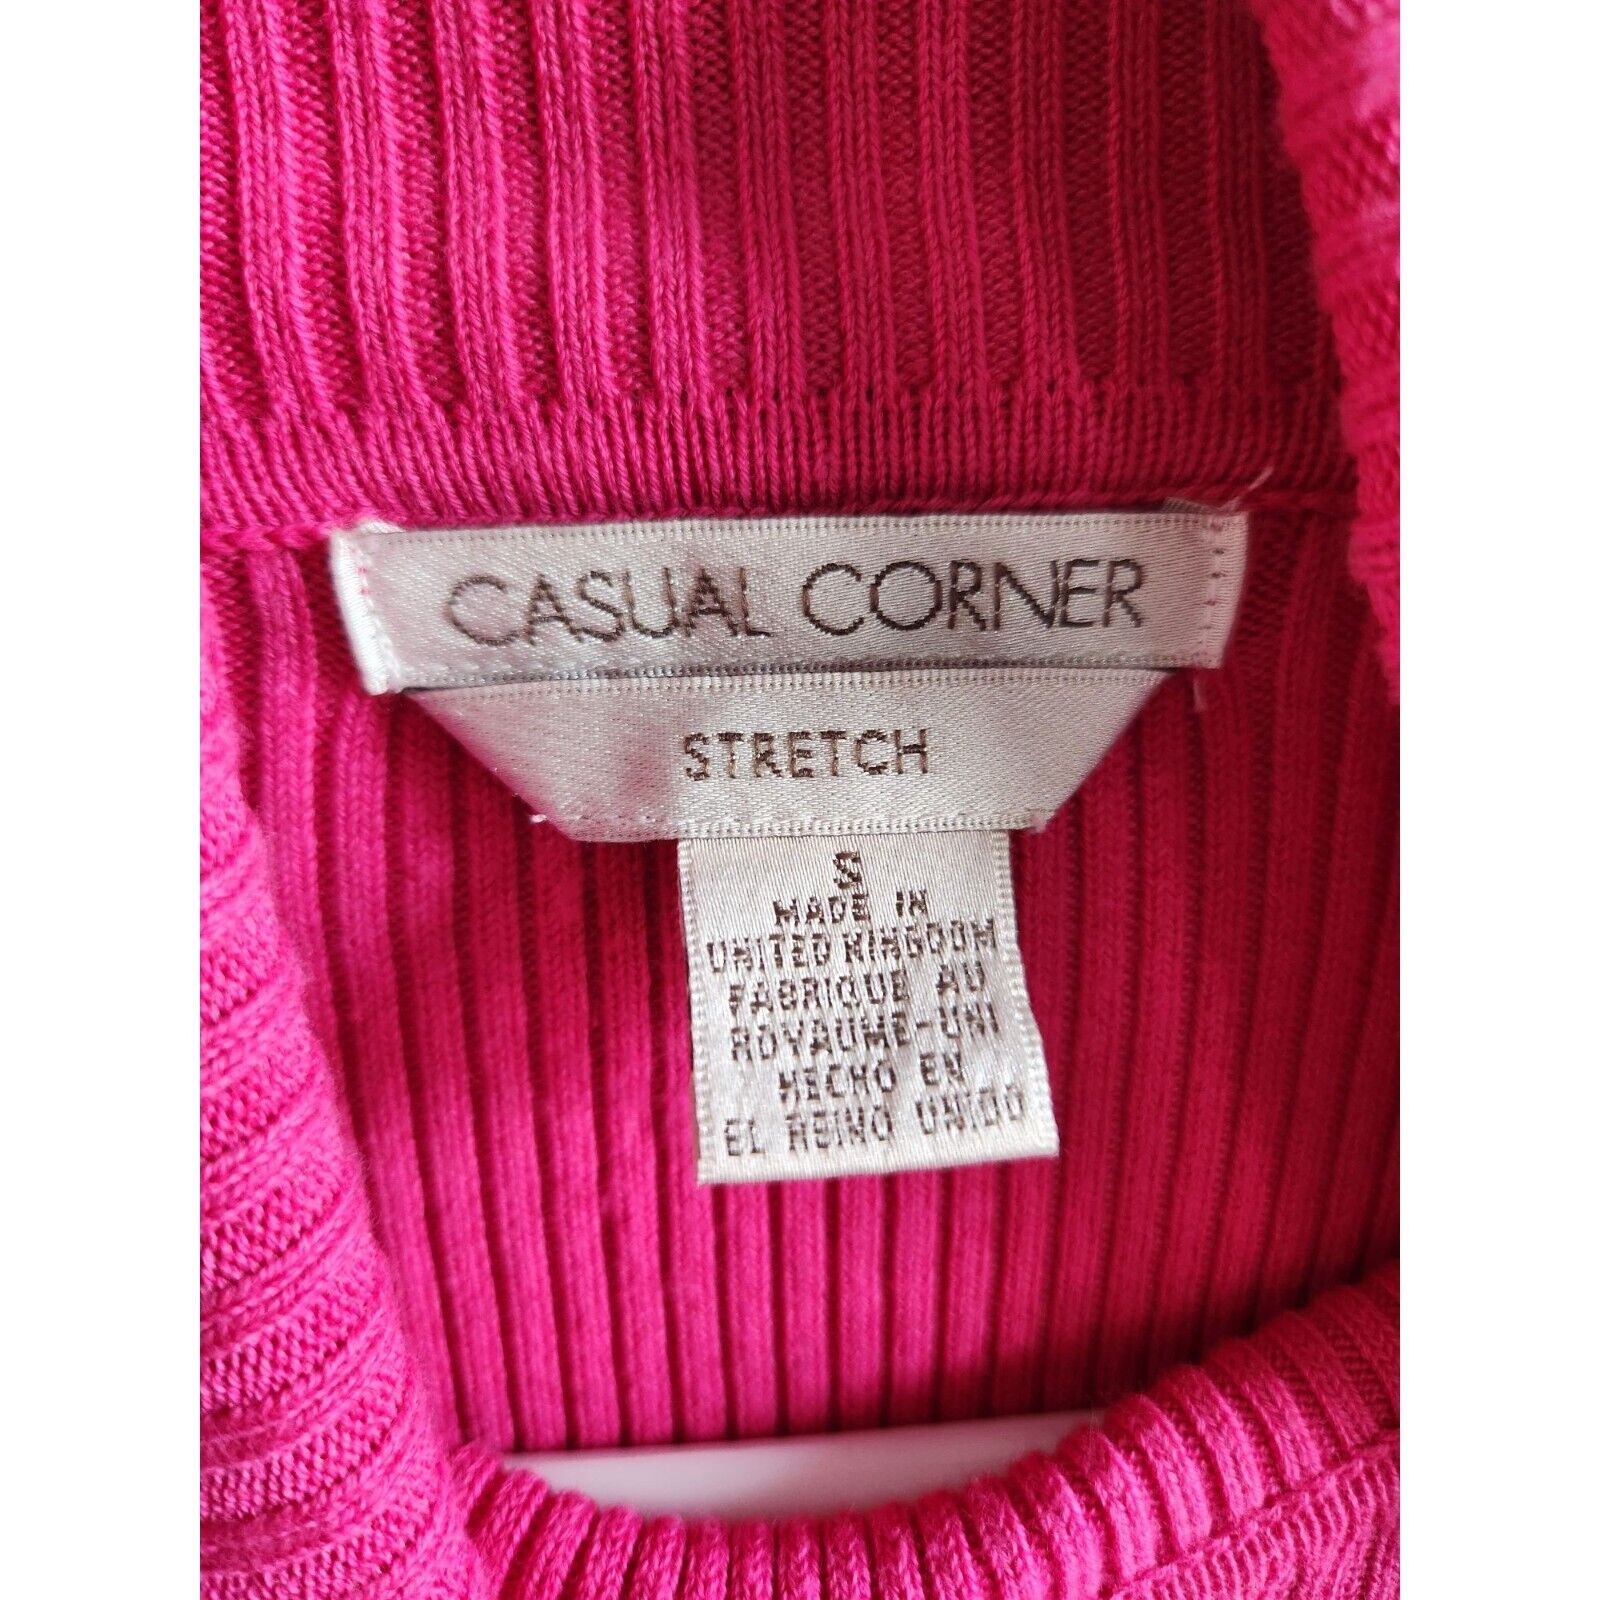 CASUAL CORNER
STRETCH
S
MADE IN
UNITED KINGDOM
FABRIQUE AU
ROYAUME-UNI
HECHO EN
EL REINO UNIDO